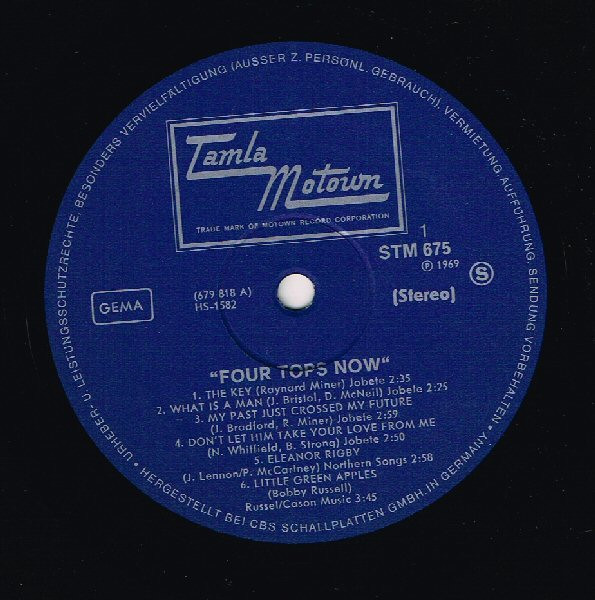 URHEBER- U. LEISTUNGSSCHUTZRECHTE, BESONDERS VERVIELFÄLTIGUNG (AUSSER Z. PERSÖNL. GEBRAUCH), VERMIETUNG, AUFFÜHRUNG, SENDUNG VORBEHALTEN
Tamla
Motown
TRADE MARK OF MOTOWN RECORD CORPORATION
1
STM 675
Ⓟ 1969
S
GEMA
(679 818 A)
HS-1582
(Stereo)
"FOUR TOPS NOW"
1. THE KEY (Raynard Miner) Jobete 2:35
2. WHAT IS A MAN (J. Bristol, D. McNeil) Jobete 2:25
3. MY PAST JUST CROSSED MY FUTURE
(J. Bradford, R. Miner) Jobete 2:59
4. DON'T LET HIM TAKE YOUR LOVE FROM ME
(N. Whitfield, B. Strong) Jobete 2:50
5. ELEANOR RIGBY
(J. Lennon/P. McCartney) Northern Songs 2:58
6. LITTLE GREEN APPLES
(Bobby Russell)
Russel/Cason Music 3:45
• HERGESTELLT BEI CBS SCHALLPLATTEN GMBH. IN GERMANY. •